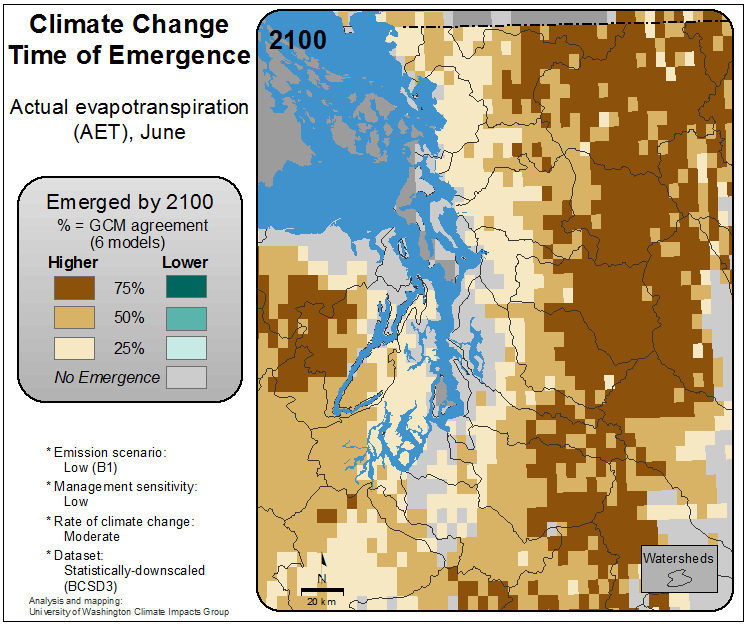 Climate Change
Time of Emergence
Actual evapotranspiration
(AET), June
Emerged by 2100
% = GCM agreement
(6 models)
Higher Lower
75%
50%
25%
No Emergence
* Emission scenario:
Low (B1)
* Management sensitivity:
Low
* Rate of climate change:
Moderate
* Dataset:
Statistically-downscaled
(BCSD3)
Analysis and mapping:
University of Washington Climate Impacts Group
2100
N
20 km
Watersheds